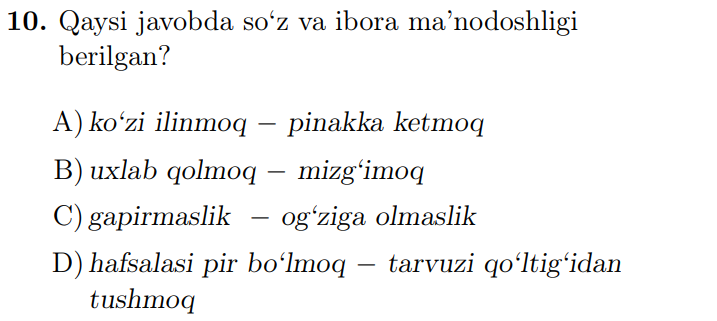 10. Qaysi javobda so‘z va ibora ma’nodoshligi
berilgan?
A) ko‘zi ilinmoq − pinakka ketmoq
B) uxlab qolmoq − mizg‘imoq
C) gapirmaslik − og‘ziga olmaslik
D) hafsalasi pir bo‘lmoq − tarvuzi qo‘ltig‘idan
tushmoq